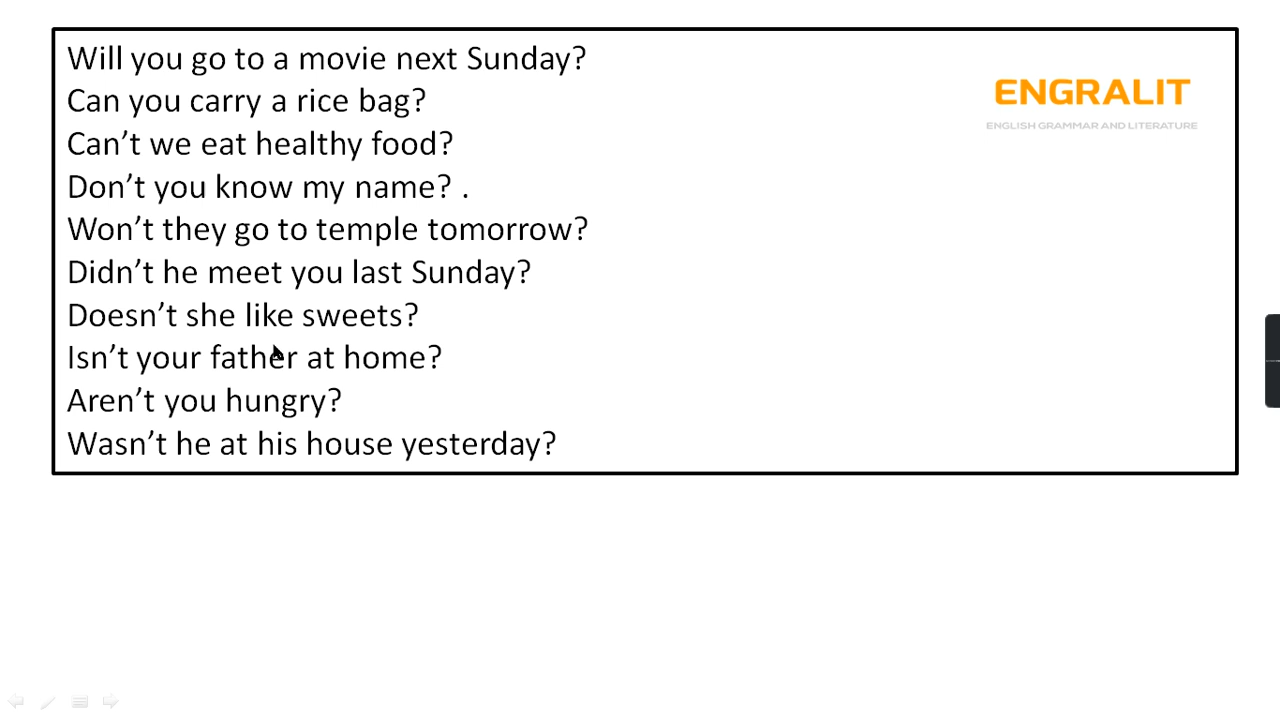 Will you go to a movie next Sunday?
Can you carry a rice bag?
Can’t we eat healthy food?
Don’t you know my name? .
Won’t they go to temple tomorrow?
Didn’t he meet you last Sunday?
Doesn’t she like sweets?
Isn’t your father at home?
Aren’t you hungry?
Wasn’t he at his house yesterday?
ENGRALIT
ENGLISH GRAMMAR AND LITERATURE